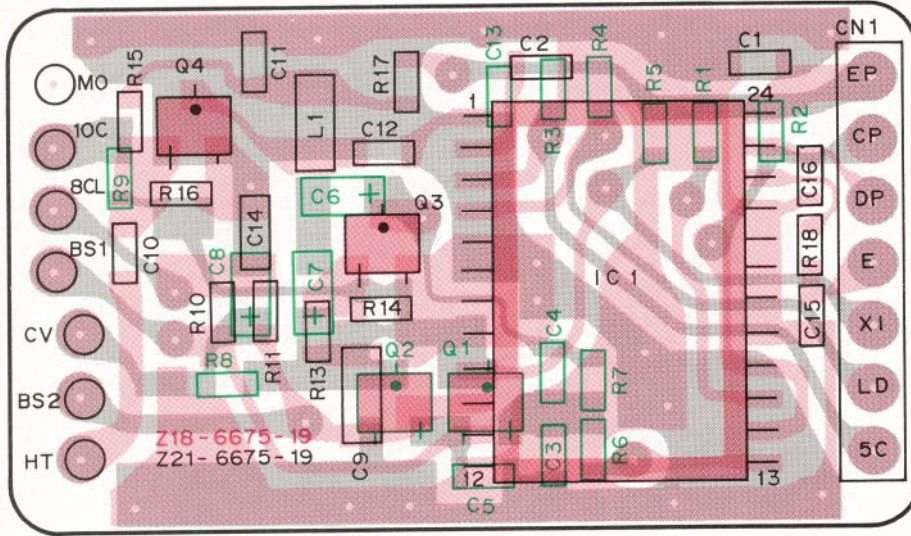 CN1
C13
C2
R4
C1
R15
Q4
C11
R17
MO
EP
1
R5
R1
24
L1
R3
R2
10C
C12
CP
R9
8CL
R16
C6
+
Q3
C16
DP
C14
BS1
C10
C8
C7
R18
E
IC1
R10
+
R11
+
R14
CV
R13
C4
C15
XI
R8
Q2
Q1
R7
BS2
LD
HT
Z18-6675-19
Z21-6675-19
C9
+
+
C3
R6
5C
12
C5
13